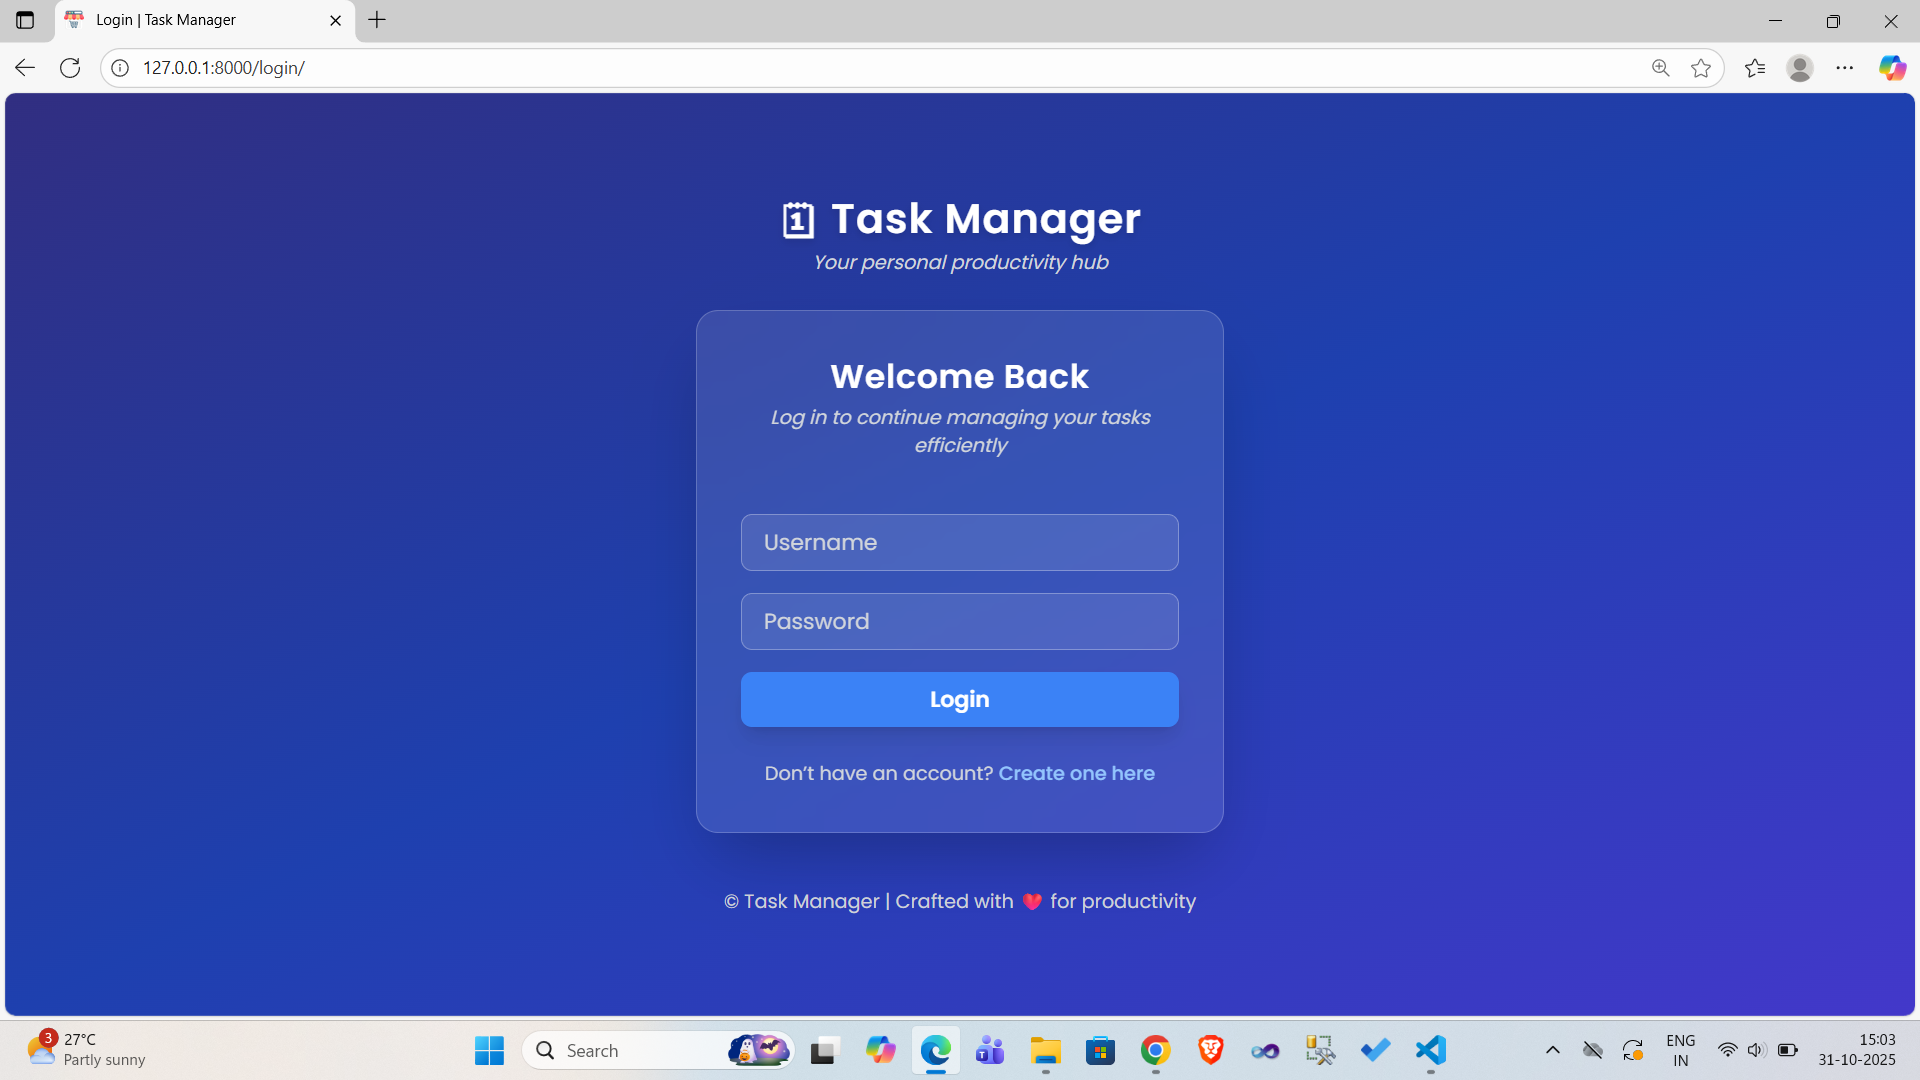 Login | Task Manager
127.0.0.1:8000/login/
1 Task Manager
Your personal productivity hub
Welcome Back
Log in to continue managing your tasks
efficiently
Username
Password
Login
Don’t have an account? Create one here
© Task Manager | Crafted with ❤️ for productivity
3
27°C
Partly sunny
Search
ENG
IN
15:03
31-10-2025